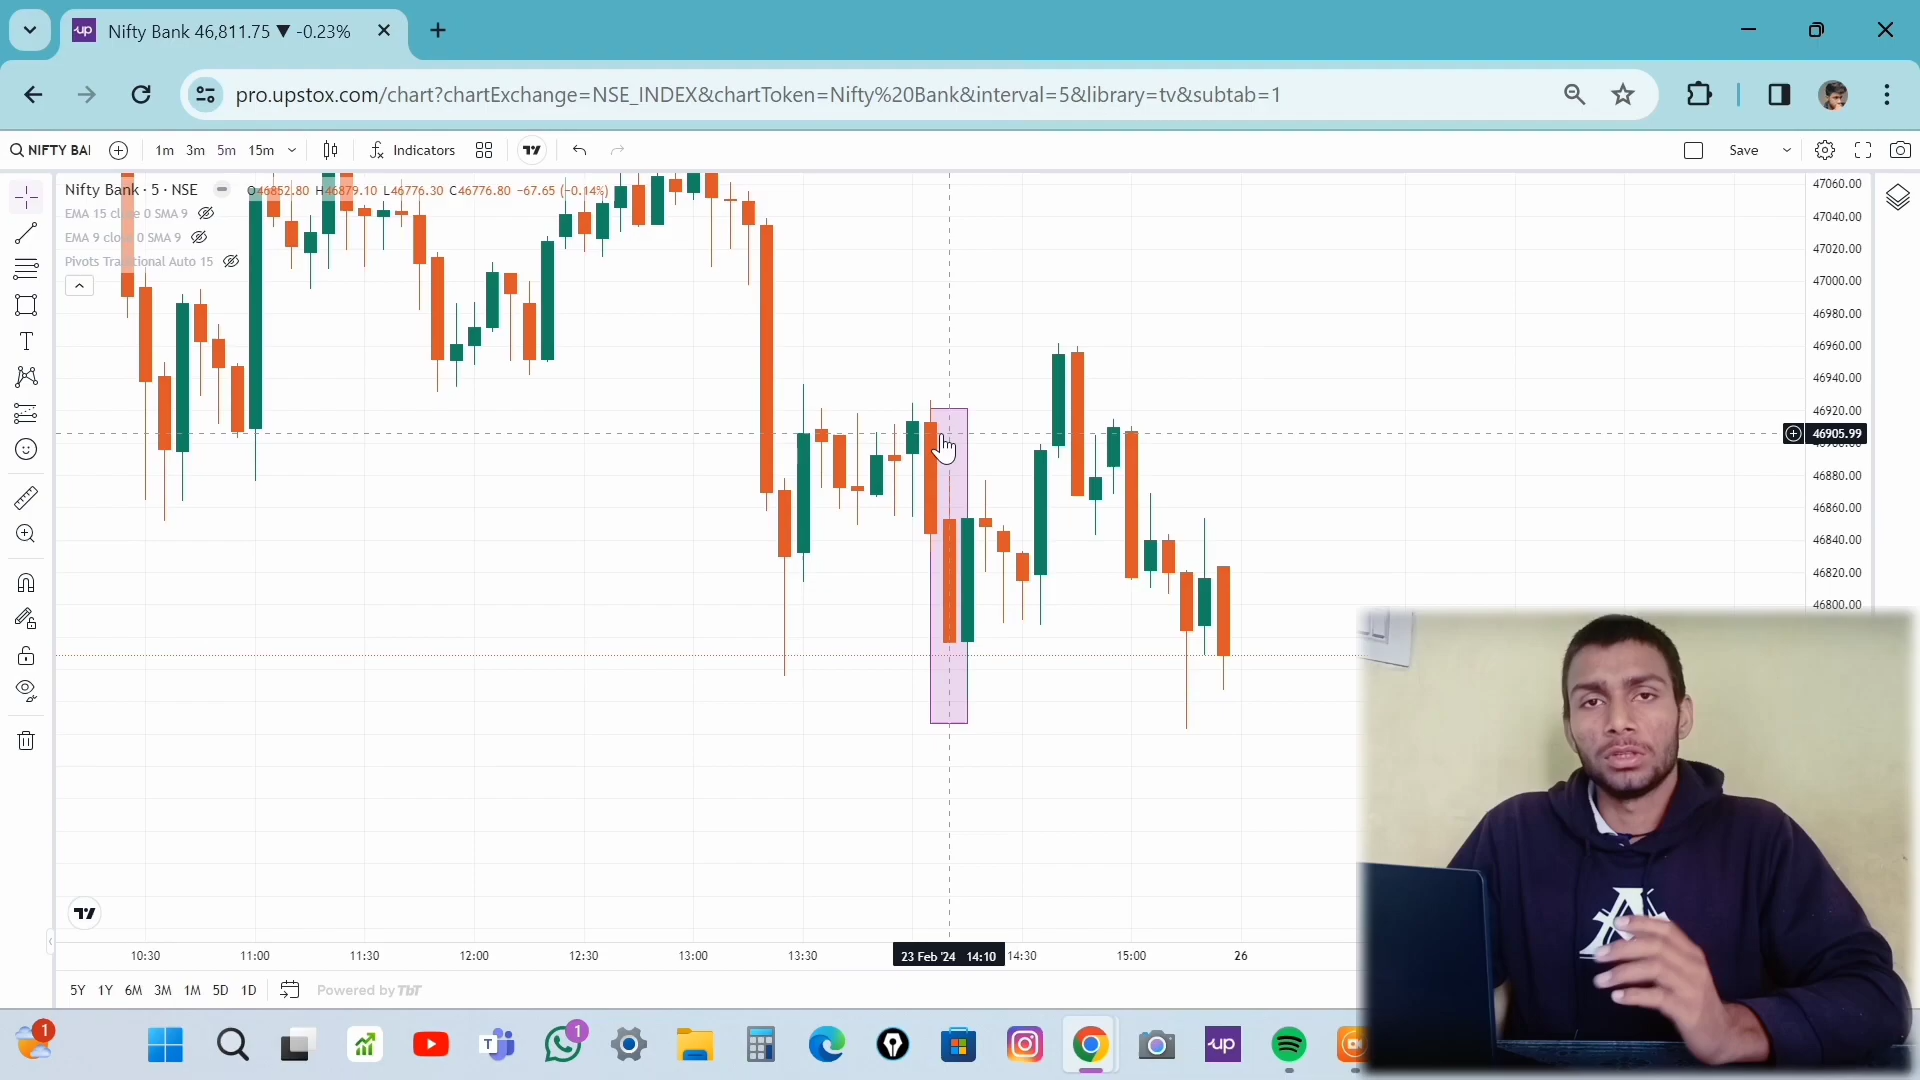 Nifty Bank 46,811.75 ▼ -0.23%
pro.upstox.com/chart?chartExchange=NSE_INDEX&chartToken=Nifty%20Bank&interval=5&library=tv&subtab=1
NIFTY BAI 1m 3m 5m 15m Indicators Save
Nifty Bank · 5 · NSE O46852.80 H46879.10 L46776.30 C46776.80 −67.65 (−0.14%)
EMA 15 close 0 SMA 9
EMA 9 close 0 SMA 9
Pivots Traditional Auto 15
47060.00
47040.00
47020.00
47000.00
46980.00
46960.00
46940.00
46920.00
46905.99
46880.00
46860.00
46840.00
46820.00
46800.00
10:30 11:00 11:30 12:00 12:30 13:00 13:30 23 Feb '24 14:10 14:30 15:00 26
5Y 1Y 6M 3M 1M 5D 1D Powered by TbT
1 1 up